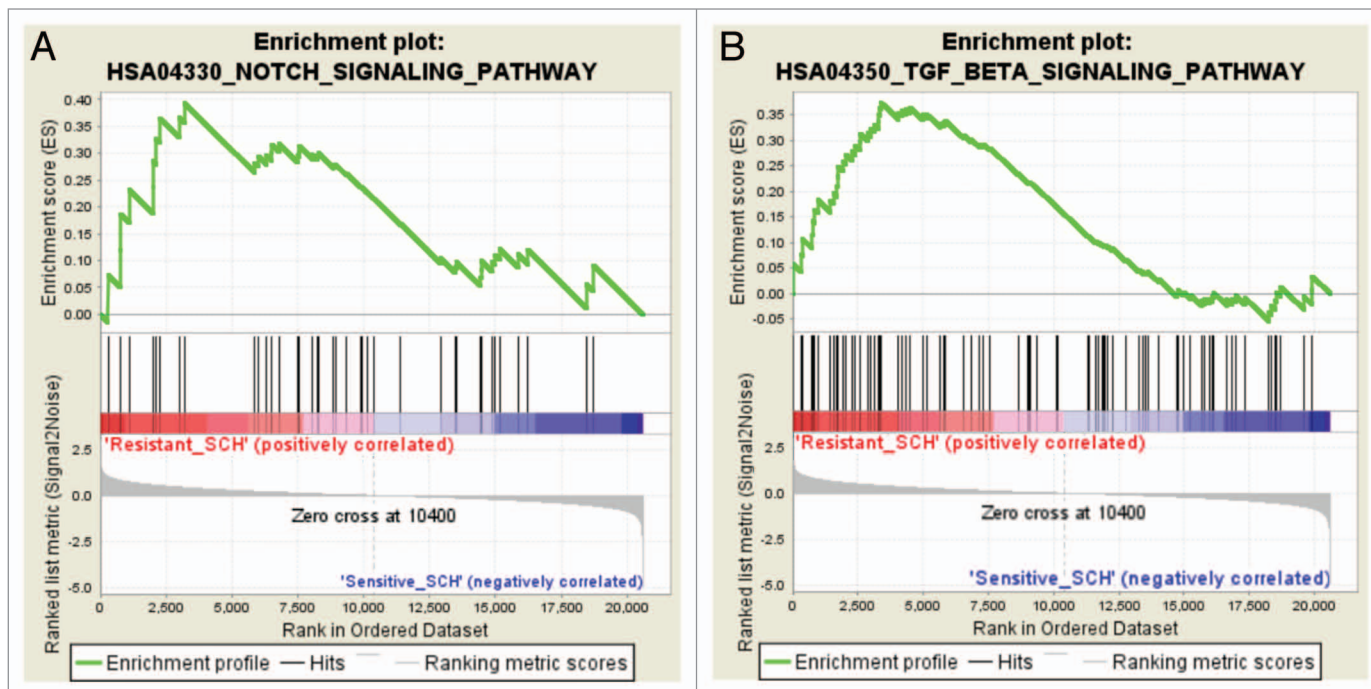 A
Enrichment plot:
HSA04330_NOTCH_SIGNALING_PATHWAY
Enrichment score (ES)
0.40
0.35
0.30
0.25
0.20
0.15
0.10
0.05
0.00
'Resistant_SCH' (positively correlated)
Ranked list metric (Signal2Noise)
2.5
0.0
-2.5
-5.0
Zero cross at 10400
'Sensitive_SCH' (negatively correlated)
0 2,500 5,000 7,500 10,000 12,500 15,000 17,500 20,000
Rank in Ordered Dataset
Enrichment profile Hits Ranking metric scores
B
Enrichment plot:
HSA04350_TGF_BETA_SIGNALING_PATHWAY
Enrichment score (ES)
0.35
0.30
0.25
0.20
0.15
0.10
0.05
0.00
-0.05
'Resistant_SCH' (positively correlated)
Ranked list metric (Signal2Noise)
2.5
0.0
-2.5
-5.0
Zero cross at 10400
'Sensitive_SCH' (negatively correlated)
0 2,500 5,000 7,500 10,000 12,500 15,000 17,500 20,000
Rank in Ordered Dataset
Enrichment profile Hits Ranking metric scores